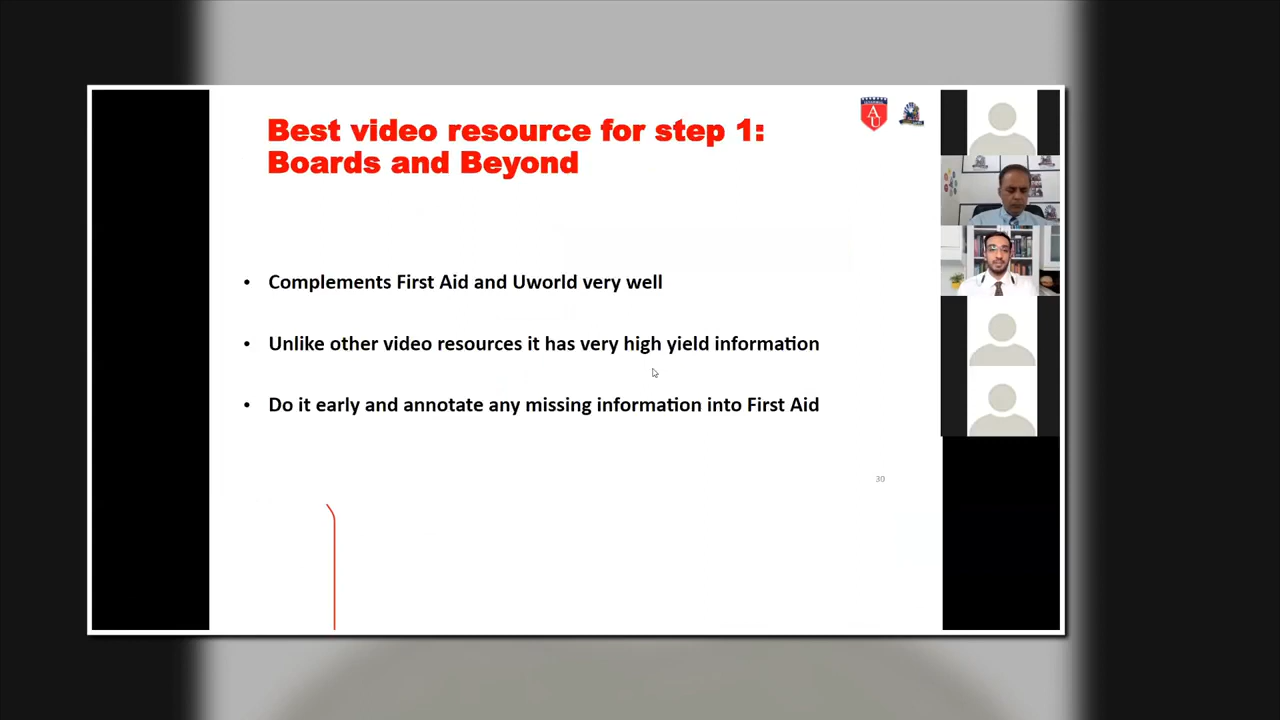 Best video resource for step 1:
Boards and Beyond
AU
• Complements First Aid and Uworld very well
• Unlike other video resources it has very high yield information
• Do it early and annotate any missing information into First Aid
30